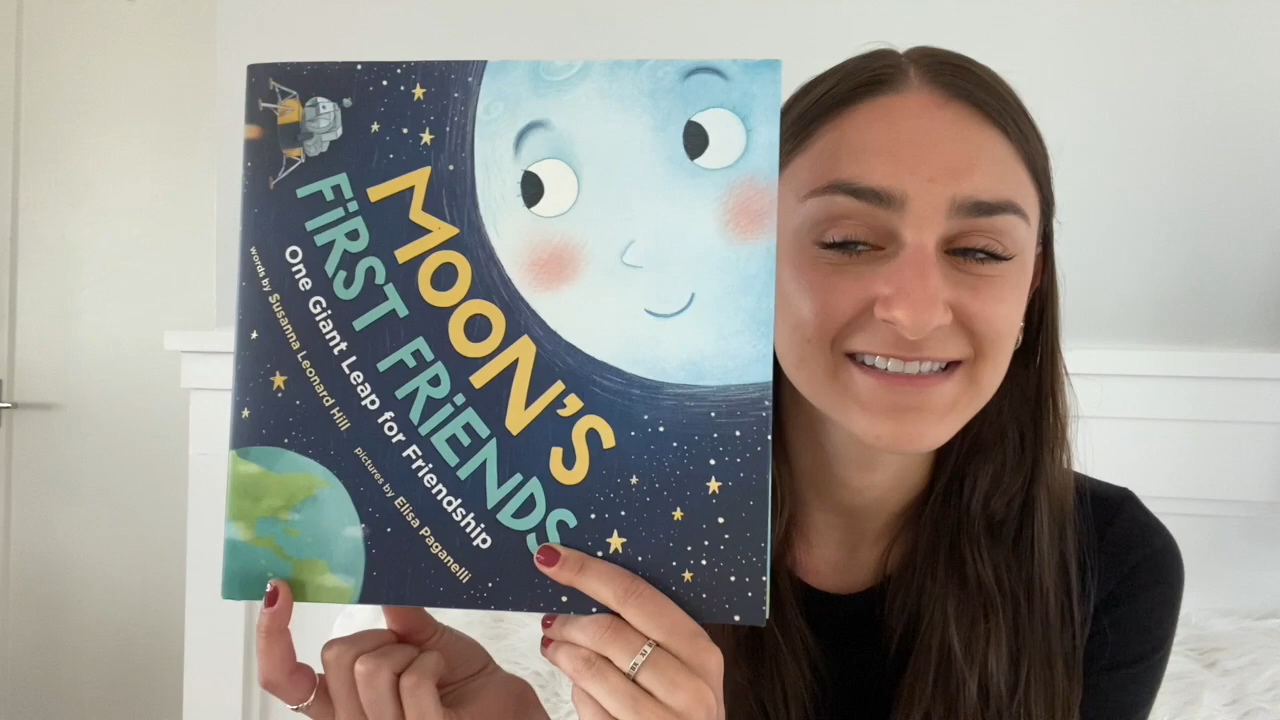 MOON'S
FiRST FRiENDS
One Giant Leap for Friendship
words by Susanna Leonard Hill
pictures by Elisa Paganelli